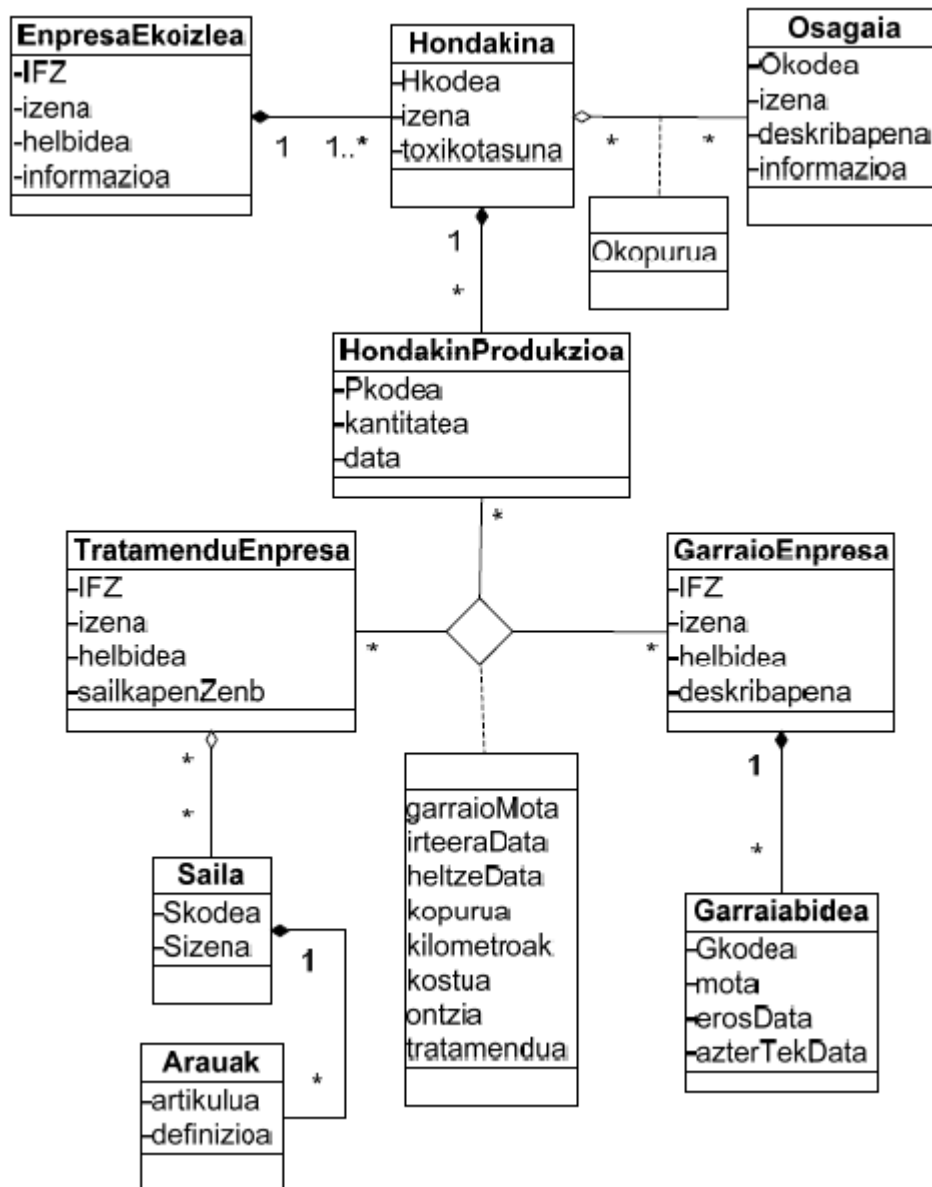 EnpresaEkoizlea
-IFZ
-izena
-helbidea
-informazioa
1
1..*
Hondakina
-Hkodea
-izena
-toxikotasuna
*
*
Okopurua
Osagaia
-Okodea
-izena
-deskribapena
-informazioa
1
*
HondakinProdukzioa
-Pkodea
-kantitatea
-data
*
TratamenduEnpresa
-IFZ
-izena
-helbidea
-sailkapenZenb
*
*
GarraioEnpresa
-IFZ
-izena
-helbidea
-deskribapena
*
*
Saila
-Skodea
-Sizena
1
*
Arauak
-artikulua
-definizioa
garraioMota
irteeraData
heltzeData
kopurua
kilometroak
kostua
ontzia
tratamendua
1
*
Garraiabidea
-Gkodea
-mota
-erosData
-azterTekData